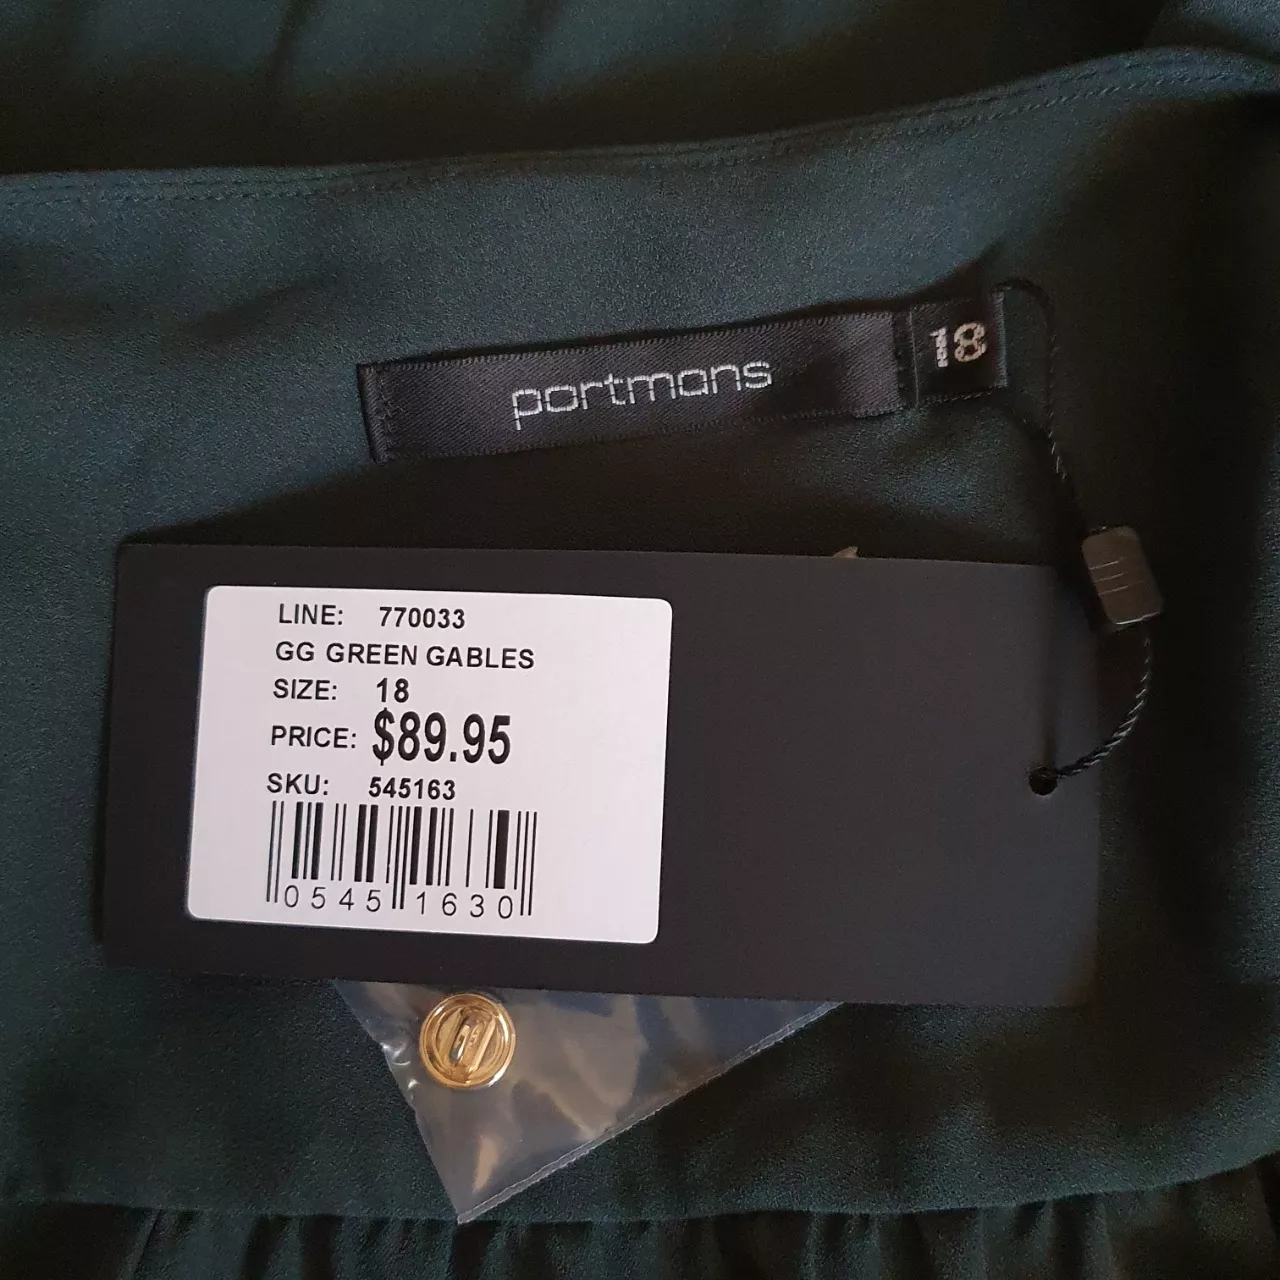 portmans
18
LINE: 770033
GG GREEN GABLES
SIZE: 18
PRICE: $89.95
SKU: 545163
0545 1630